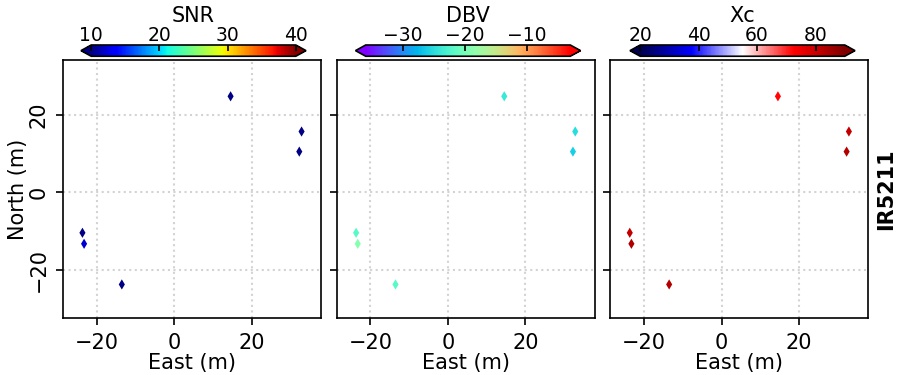 SNR DBV Xc
10 20 30 40 −30 −20 −10 20 40 60 80
20
0
−20
North (m)
IR5211
−20 0 20 −20 0 20 −20 0 20
East (m) East (m) East (m)